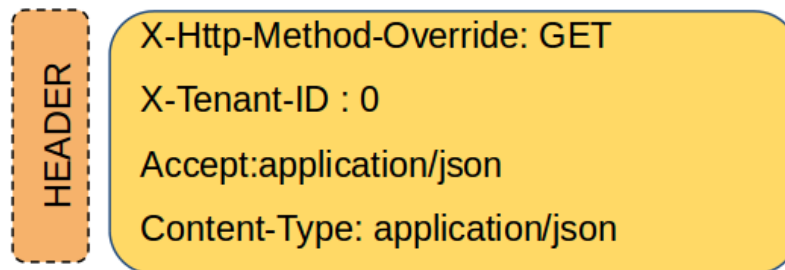 HEADER
X-Http-Method-Override: GET
X-Tenant-ID : 0
Accept:application/json
Content-Type: application/json